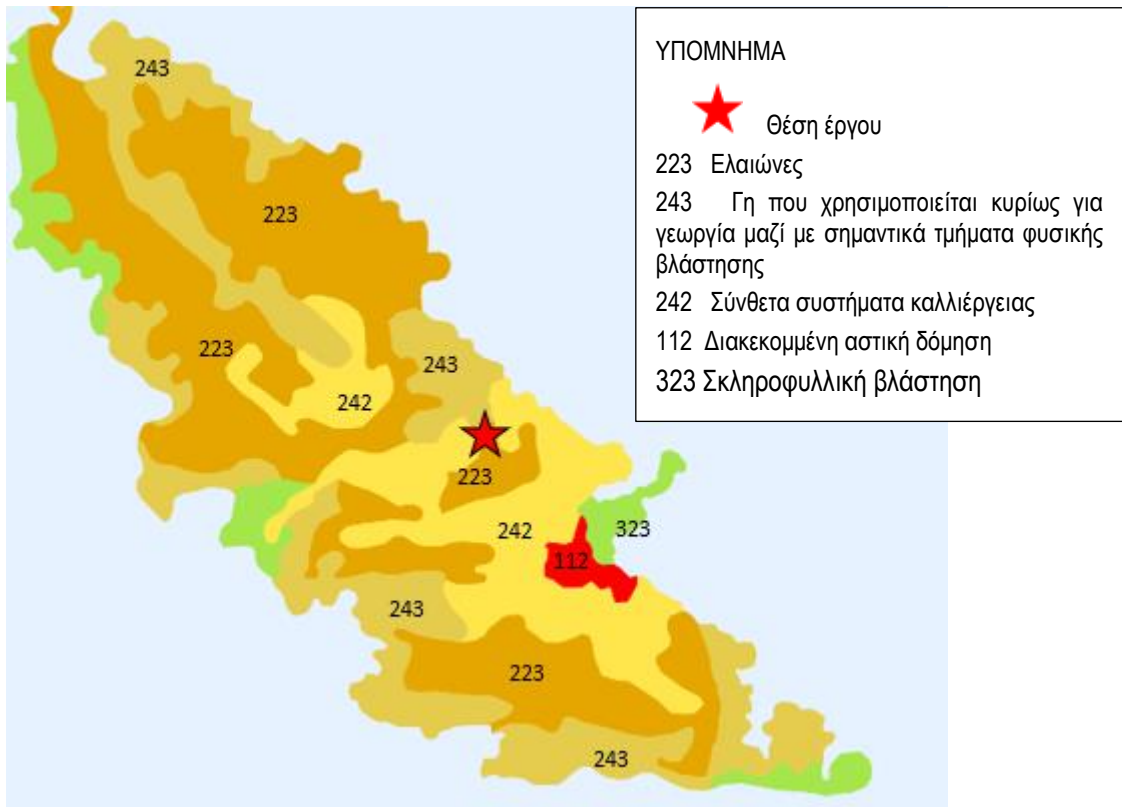 ΥΠΟΜΝΗΜΑ
Θέση έργου
223 Ελαιώνες
243 Γη που χρησιμοποιείται κυρίως για
γεωργία μαζί με σημαντικά τμήματα φυσικής
βλάστησης
242 Σύνθετα συστήματα καλλιέργειας
112 Διακεκομμένη αστική δόμηση
323 Σκληροφυλλική βλάστηση
243
223
223
243
242
223
242
323
112
243
223
243